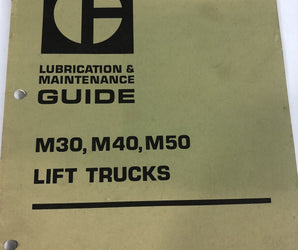 LUBRICATION &
MAINTENANCE
GUIDE
M30, M40, M50
LIFT TRUCKS